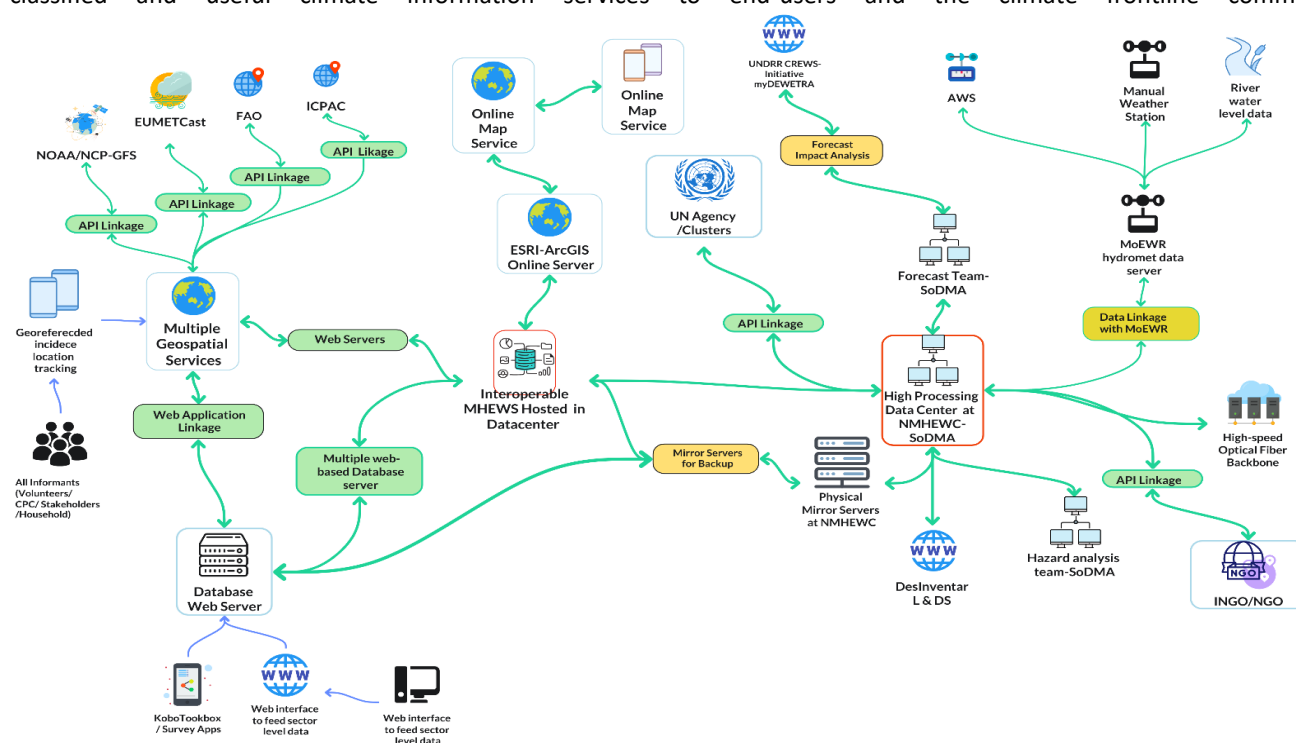 classified and useful climate information services to end-users and the climate frontline comm
UNDRR CREWS-
Initiative
myDEWETRA
AWS
Manual
Weather
Station
River
water
level data
EUMETCast
FAO
ICPAC
NOAA/NCP-GFS
API Linkage
API Linkage
API Linkage
API Likage
Online
Map
Service
Online
Map
Service
Forecast
Impact Analysis
UN Agency
/Clusters
ESRI-ArcGIS
Online Server
Forecast Team-
SoDMA
MoEWR
hydromet data
server
Georeferecded
incidece
location
tracking
Multiple
Geospatial
Services
Web Servers
API Linkage
Data Linkage
with MoEWR
Interoperable
MHEWS Hosted in
Datacenter
High Processing
Data Center at
NMHEWC-
SoDMA
Web Application
Linkage
High-speed
Optical Fiber
Backbone
Multiple web-
based Database
server
Mirror Servers
for Backup
Physical
Mirror Servers
at NMHEWC
API Linkage
All Informants
(Volunteers/
CPC/ Stakeholders
/Household)
Database
Web Server
WWW
DesInventar
L & DS
Hazard analysis
team-SoDMA
NGO
INGO/NGO
WWW
WWW
KoboTookbox
/ Survey Apps
Web interface
to feed sector
level data
Web interface
to feed sector
level data